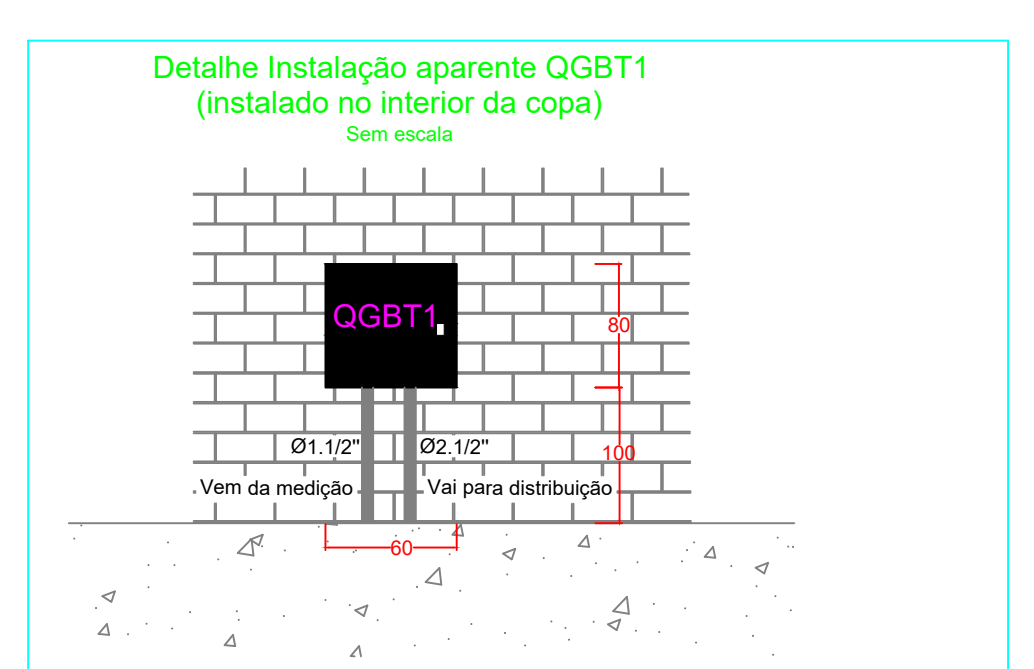 Detalhe Instalação aparente QGBT1
(instalado no interior da copa)
Sem escala
QGBT1
80
Ø1.1/2"
Ø2.1/2"
100
Vem da medição
Vai para distribuição
60